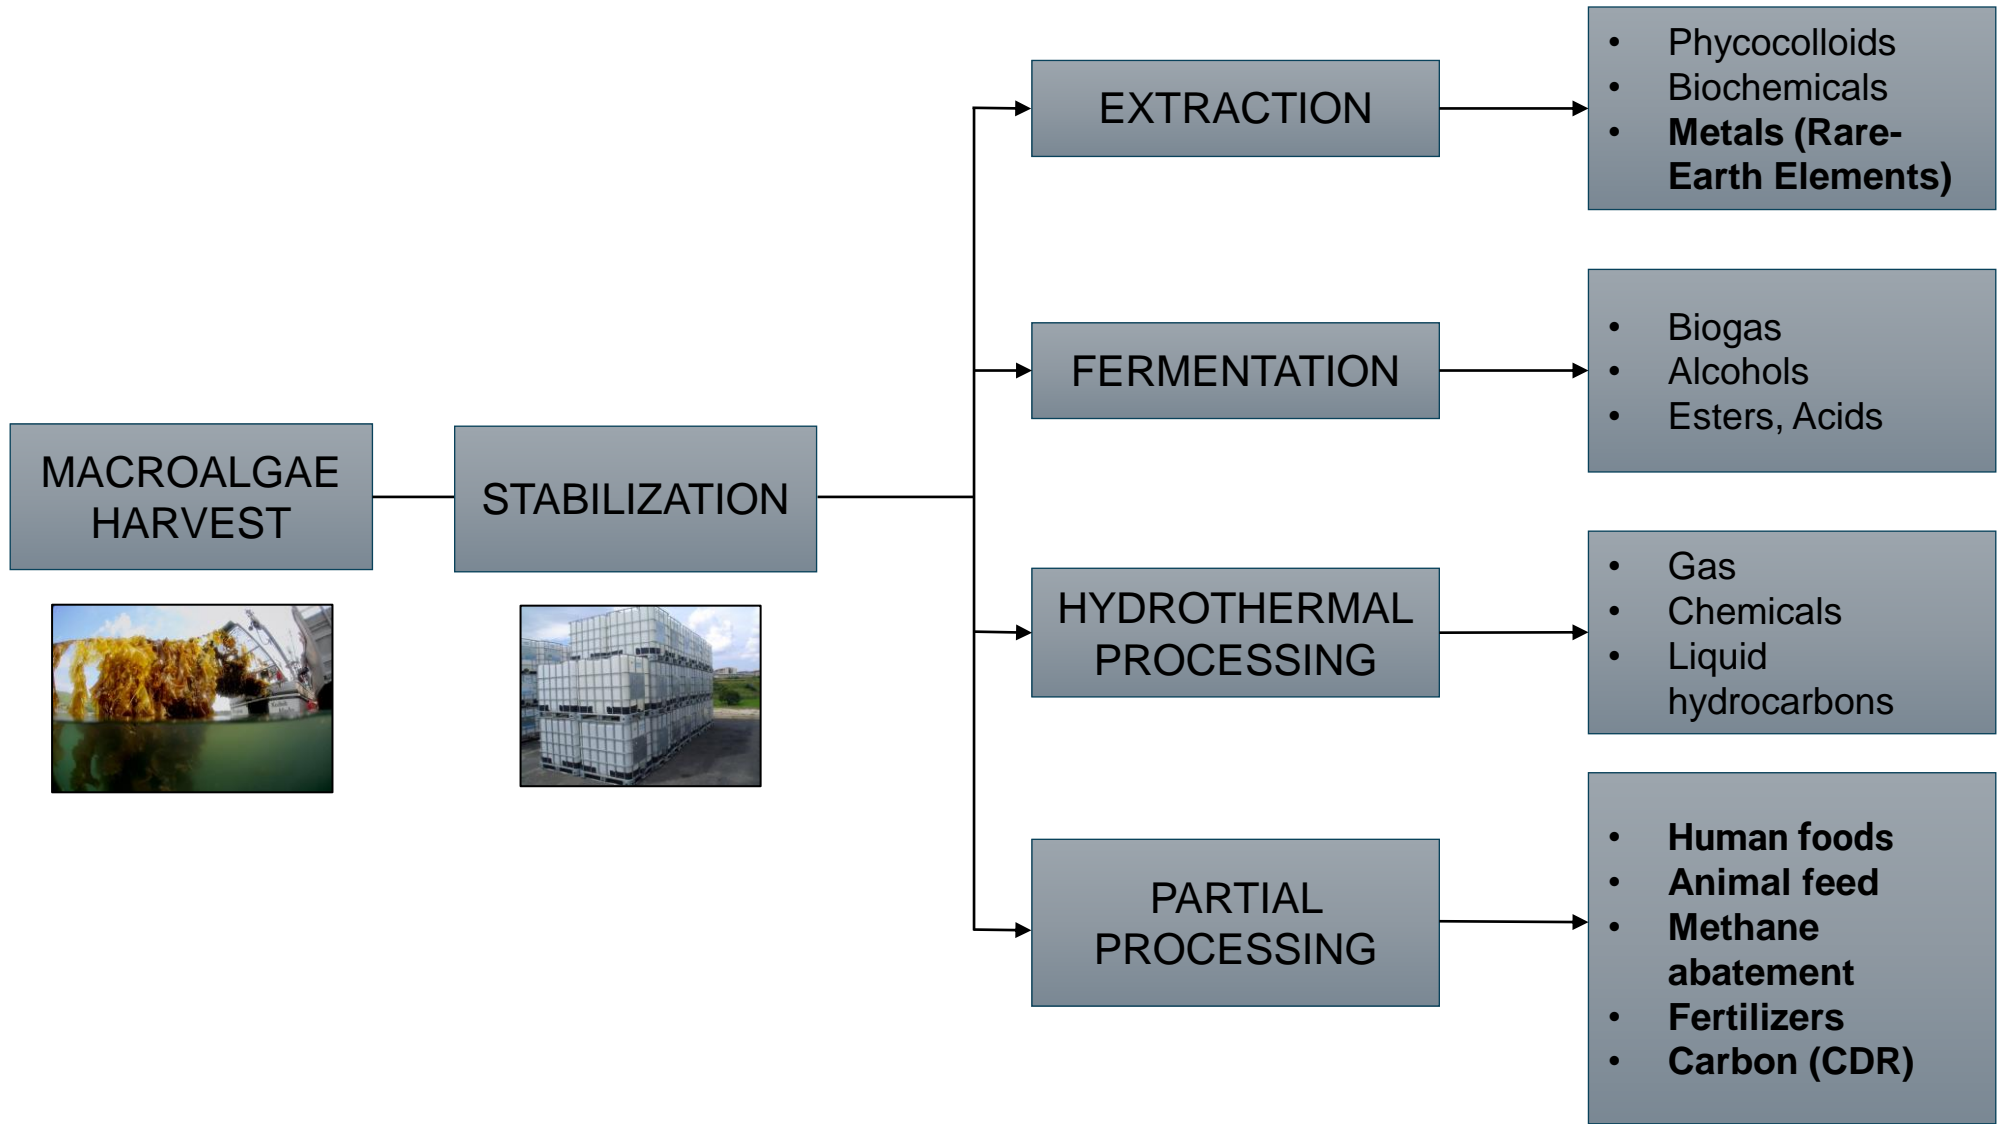 MACROALGAE
HARVEST
STABILIZATION
EXTRACTION
• Phycocolloids
• Biochemicals
• Metals (Rare-
Earth Elements)
FERMENTATION
• Biogas
• Alcohols
• Esters, Acids
HYDROTHERMAL
PROCESSING
• Gas
• Chemicals
• Liquid
hydrocarbons
PARTIAL
PROCESSING
• Human foods
• Animal feed
• Methane
abatement
• Fertilizers
• Carbon (CDR)